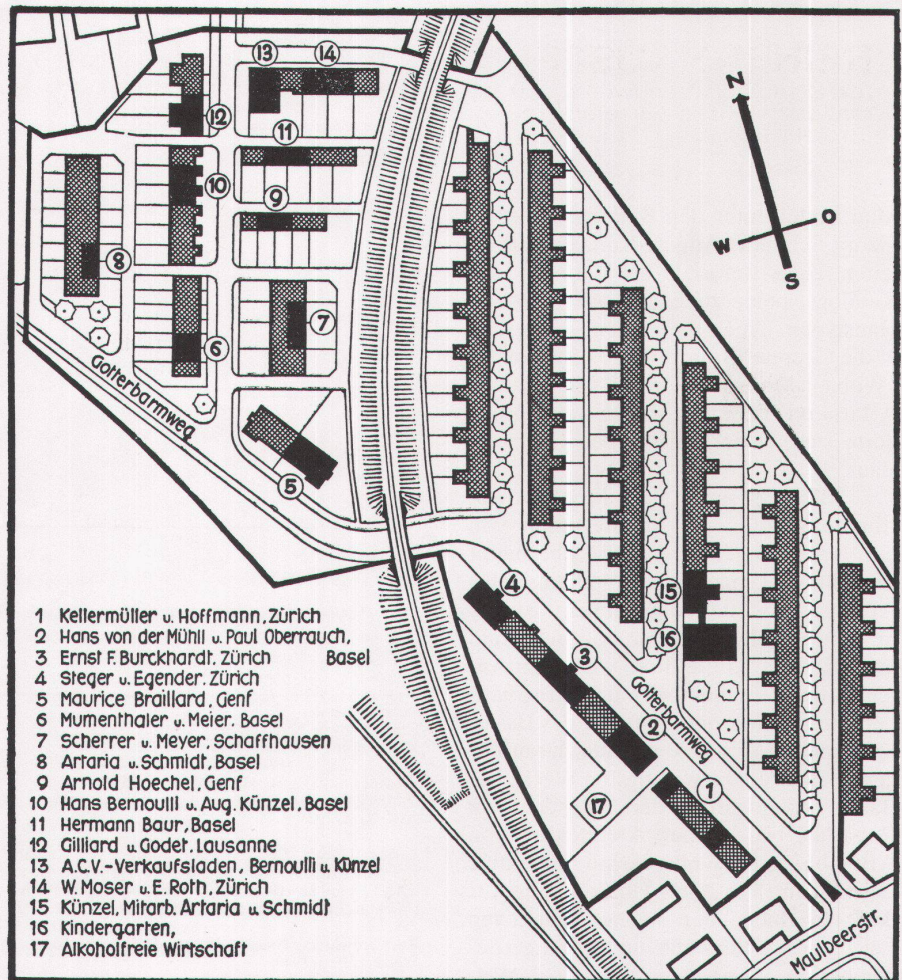 13 14
N
12
11
10
O
W
9
S
8
7
6
Gotterbarmweg
5
4
15
3
16
Gotterbarmweg
2
1
17
Maulbeerstr.
1 Kellermüller u. Hoffmann, Zürich
2 Hans von der Mühll u. Paul Oberrauch,
3 Ernst F. Burckhardt. Zürich Basel
4 Steger u. Egender. Zürich
5 Maurice Braillard, Genf
6 Mumenthaler u. Meier. Basel
7 Scherrer u. Meyer, Schaffhausen
8 Artaria u. Schmidt, Basel
9 Arnold Hoechel, Genf
10 Hans Bernoulli u. Aug. Künzel, Basel
11 Hermann Baur, Basel
12 Gilliard u. Godet. Lausanne
13 A.C.V.-Verkaufsladen, Bernoulli u. Künzel
14 W. Moser u. E. Roth, Zürich
15 Künzel, Mitarb. Artaria u. Schmidt
16 Kindergarten,
17 Alkoholfreie Wirtschaft